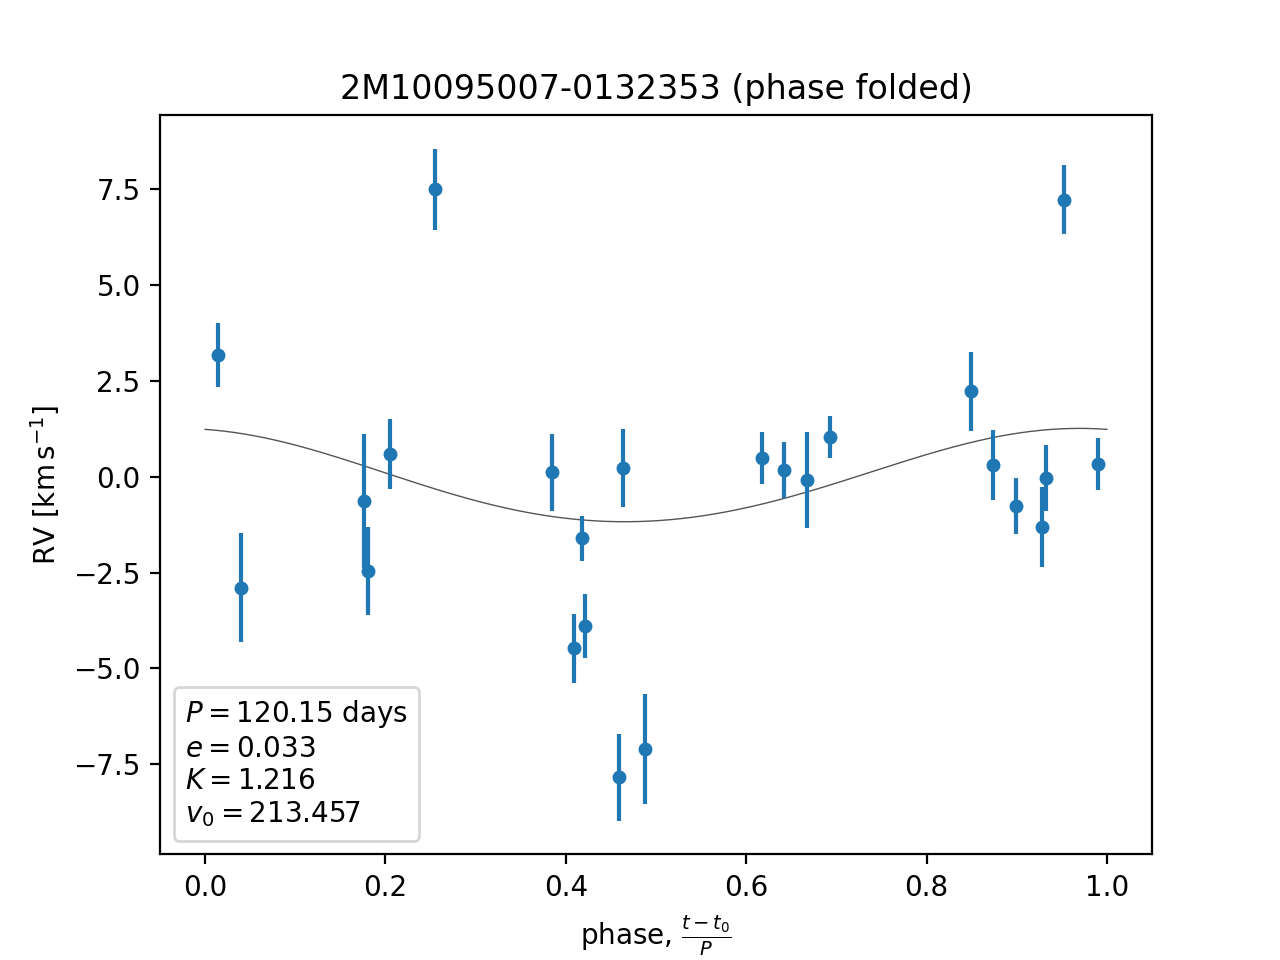 2M10095007-0132353 (phase folded)
RV [km s⁻¹]
7.5
5.0
2.5
0.0
−2.5
−5.0
−7.5
P = 120.15 days
e = 0.033
K = 1.216
v₀ = 213.457
0.0 0.2 0.4 0.6 0.8 1.0
phase, (t − t₀)/P